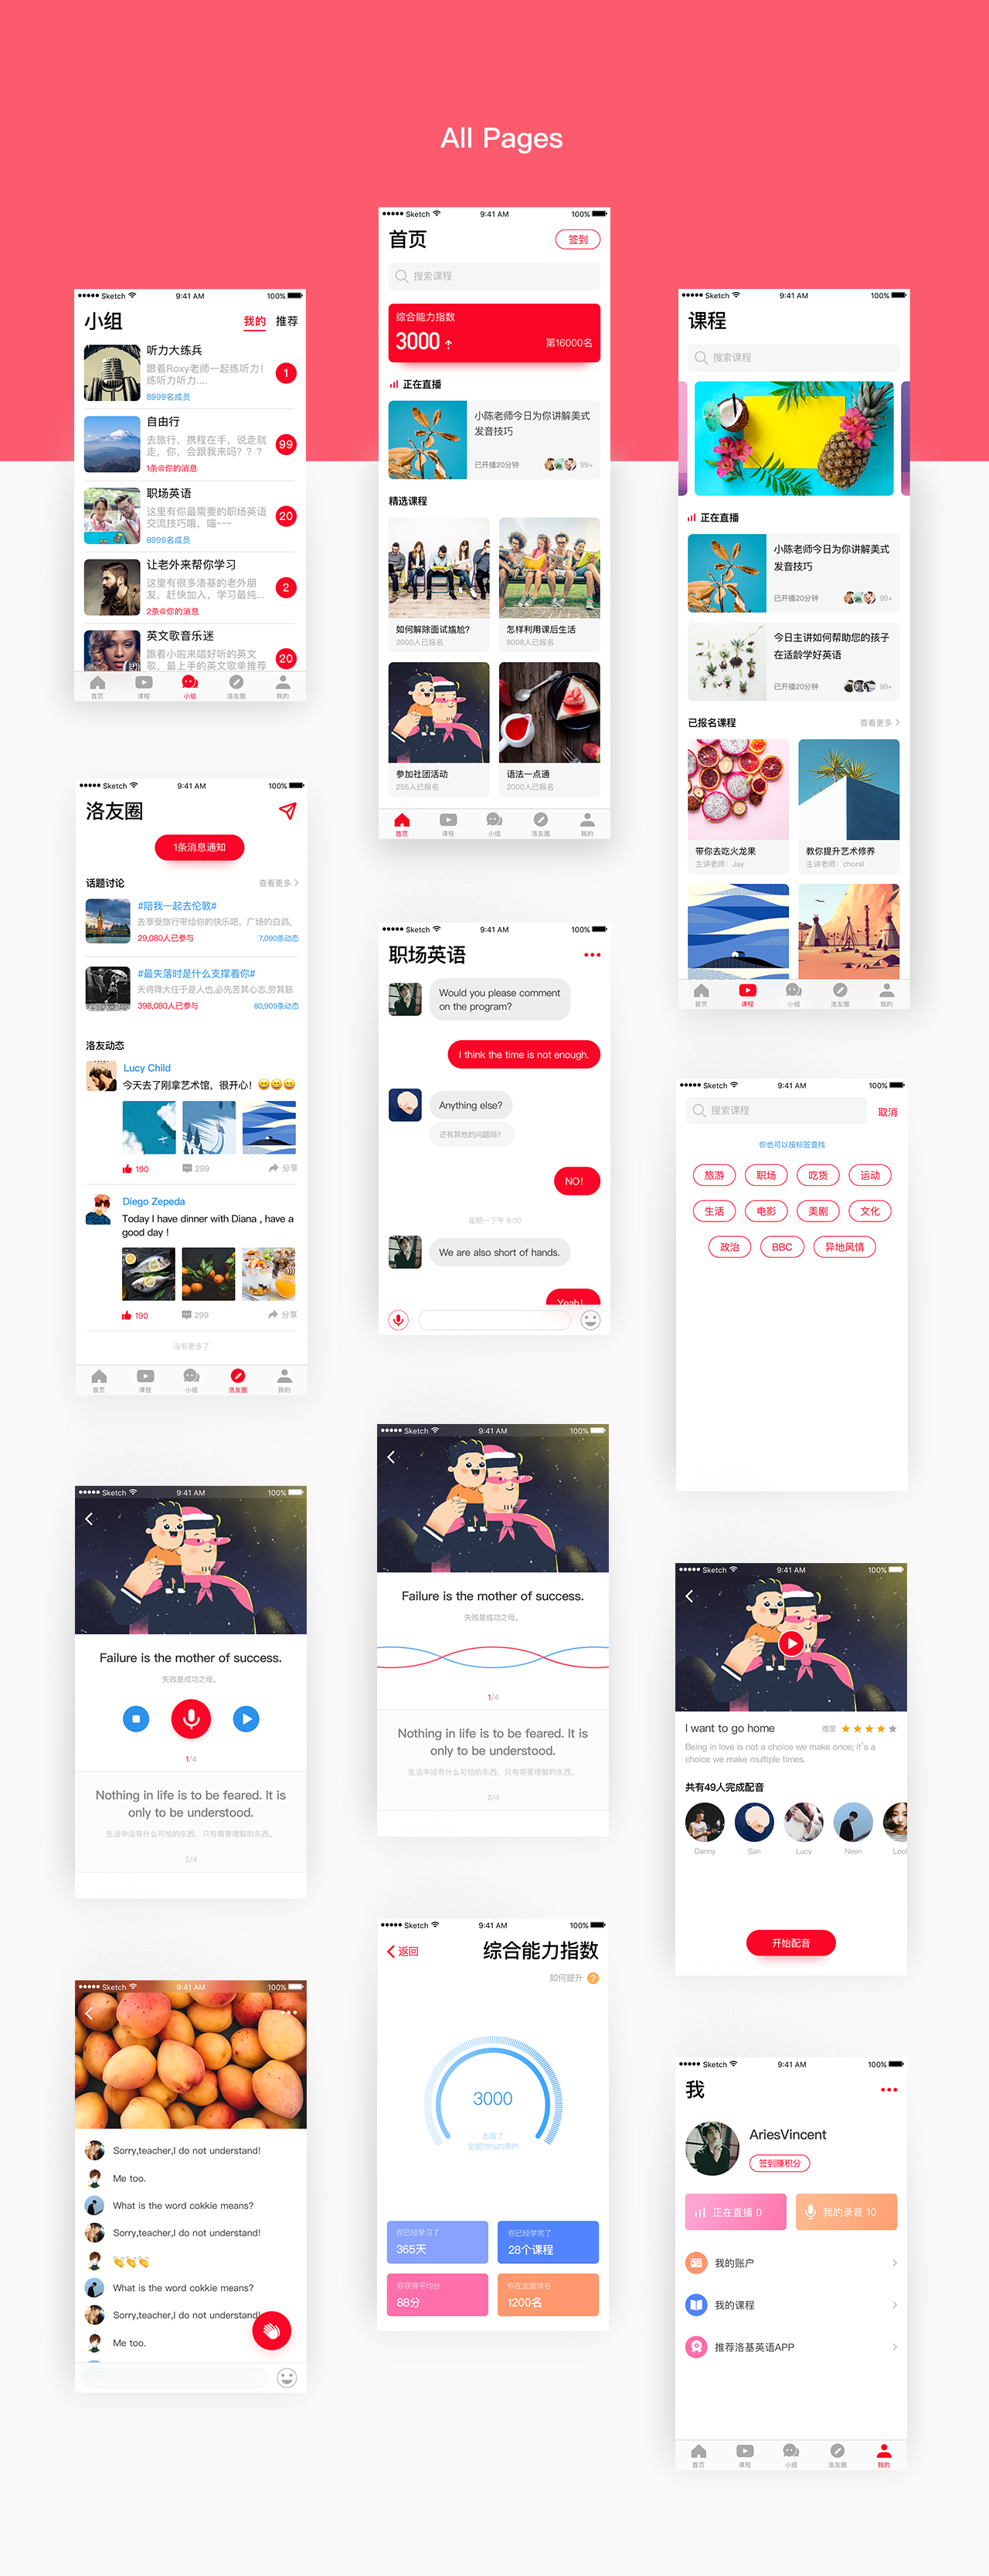 All Pages
Sketch 9:41 AM 100%
小组 我的 推荐
听力大练兵
跟着Roxy老师一起练听力！
练听力听力....
8999名成员
1
自由行
去旅行，携程在手，说走就
走，你，会跟我来吗？？？
1条@你的消息
99
职场英语
这里有你最需要的职场英语
交流技巧哦，喵~~~
8999名成员
20
让老外来帮你学习
这里有很多洛基的老外朋
友，赶快加入，学习最纯...
2条@你的消息
2
英文歌音乐迷
跟着小啦来唱好听的英文
歌，最上手的英文歌单推荐
20
首页 课程 小组 洛友圈 我的
Sketch 9:41 AM 100%
首页 签到
搜索课程
综合能力指数
3000 第16000名
正在直播
小陈老师今日为你讲解美式
发音技巧
已开播20分钟 99+
精选课程
如何解除面试尴尬？ 怎样利用课后生活
2000人已报名 8008人已报名
参加社团活动 语法一点通
255人已报名 2000人已报名
首页 课程 小组 洛友圈 我的
Sketch 9:41 AM 100%
课程
搜索课程
正在直播
小陈老师今日为你讲解美式
发音技巧
已开播20分钟 99+
今日主讲如何帮助您的孩子
在适龄学好英语
已开播20分钟 99+
已报名课程 查看更多
带你去吃火龙果 教你提升艺术修养
主讲老师：Jay 主讲老师：choral
首页 课程 小组 洛友圈 我的
Sketch 9:41 AM 100%
洛友圈
1条消息通知
话题讨论 查看更多
#陪我一起去伦敦#
去享受旅行带给你的快乐吧，广场的白鸽，
29,080人已参与 7,090条动态
#最失落时是什么支撑着你#
天将降大任于是人也,必先苦其心志,劳其筋
398,080人已参与 80,909条动态
洛友动态
Lucy Child
今天去了刚拿艺术馆，很开心！😄😄😄
190 299 分享
Diego Zepeda
Today I have dinner with Diana , have a
good day !
190 299 分享
没有更多了
首页 课程 小组 洛友圈 我的
Sketch 9:41 AM 100%
职场英语
Would you please comment
on the program?
I think the time is not enough.
Anything else?
还有其他的问题吗?
NO!
星期一下午 8:00
We are also short of hands.
Yeah!
Sketch 9:41 AM 100%
搜索课程 取消
你也可以按标签查找
旅游 职场 吃货 运动
生活 电影 美剧 文化
政治 BBC 异地风情
Sketch 9:41 AM 100%
Failure is the mother of success.
失败是成功之母。
1/4
Nothing in life is to be feared. It is
only to be understood.
生活中没有什么可怕的东西，只有需要理解的东西。
2/4
Sketch 9:41 AM 100%
Failure is the mother of success.
失败是成功之母。
1/4
Nothing in life is to be feared. It is
only to be understood.
生活中没有什么可怕的东西，只有需要理解的东西。
2/4
Sketch 9:41 AM 100%
I want to go home 难度
Being in love is not a choice we make once; it's a
choice we make multiple times.
共有49人完成配音
Danny San Lucy Neen
开始配音
Sketch 9:41 AM 100%
Sorry,teacher,I do not understand!
Me too.
What is the word cokkie means?
Sorry,teacher,I do not understand!
👏👏👏
What is the word cokkie means?
Sorry,teacher,I do not understand!
Me too.
Sketch 9:41 AM 100%
返回 综合能力指数
如何提升 ?
3000
击败了
全国79%的用户
你已经学习了 你已经学完了
365天 28个课程
你获得平均分 你在全国排名
88分 1200名
Sketch 9:41 AM 100%
我
AriesVincent
签到赚积分
正在直播 0 我的录音 10
我的账户
我的课程
推荐洛基英语APP
首页 课程 小组 洛友圈 我的